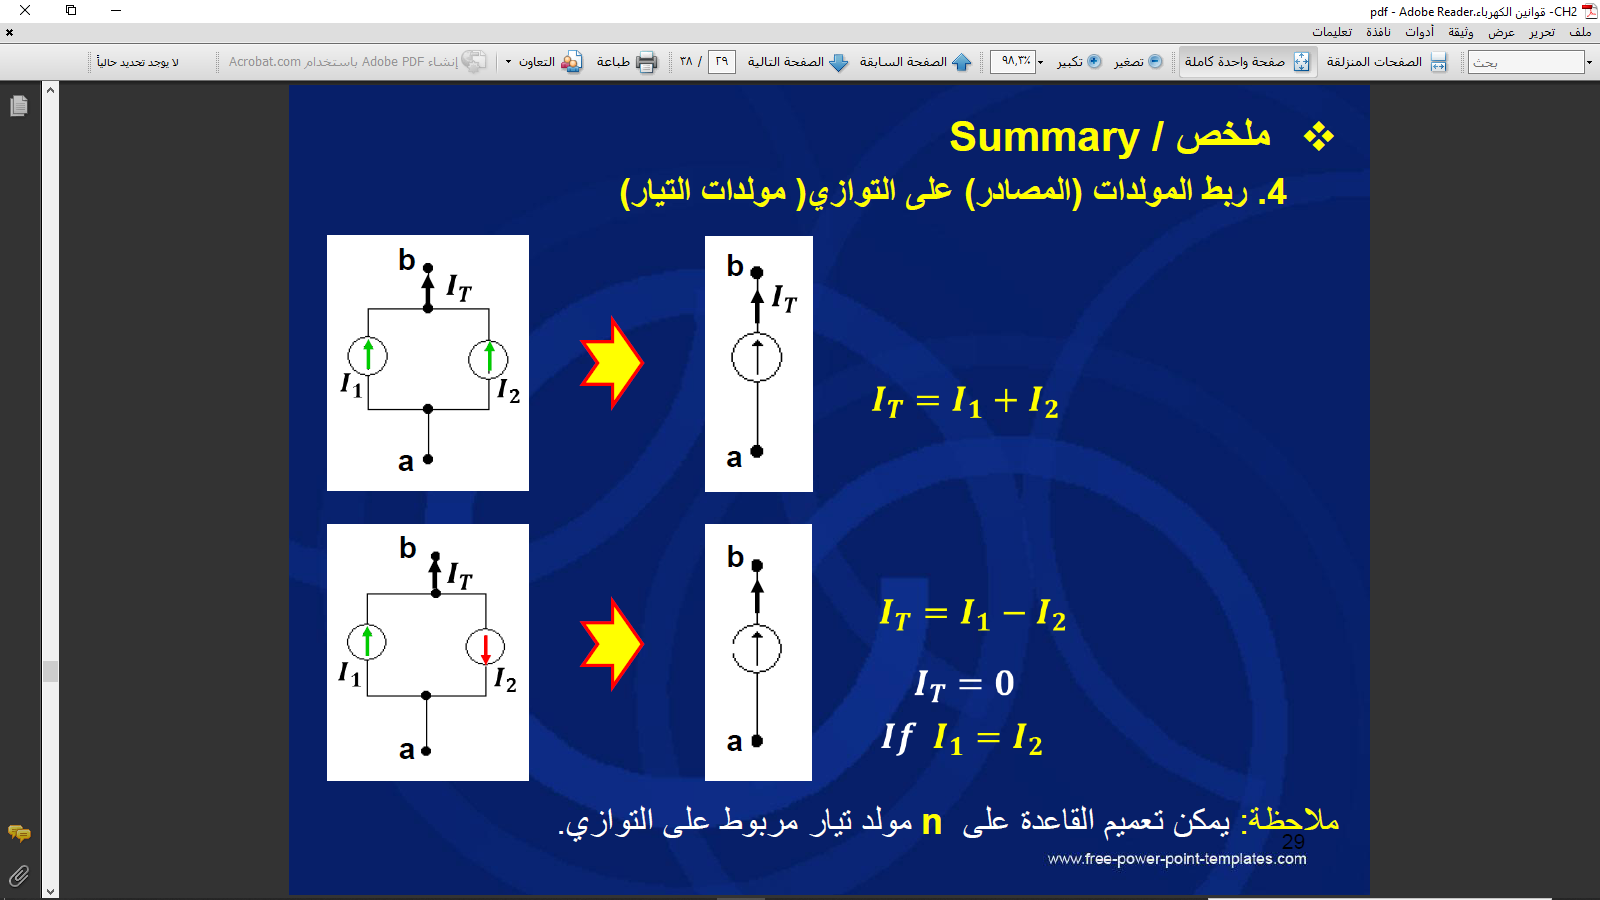 CH2- قوانين الكهرباء.pdf - Adobe Reader
ملف تحرير عرض وثيقة أدوات نافذة تعليمات
بحث الصفحات المنزلقة صفحة واحدة كاملة تصغير تكبير ٩٨,٣% الصفحة السابقة الصفحة التالية ٢٩ / ٣٨ طباعة التعاون إنشاء Adobe PDF باستخدام Acrobat.com لا يوجد تحديد حالياً
❖ ملخص / Summary
4. ربط المولدات (المصادر) على التوازي( مولدات التيار)
b
I_T
I_1
I_2
a
b
I_T
a
I_T = I_1 + I_2
b
I_T
I_1
I_2
a
b
a
I_T = I_1 − I_2
I_T = 0
If I_1 = I_2
ملاحظة: يمكن تعميم القاعدة على n مولد تيار مربوط على التوازي.
29
www.free-power-point-templates.com